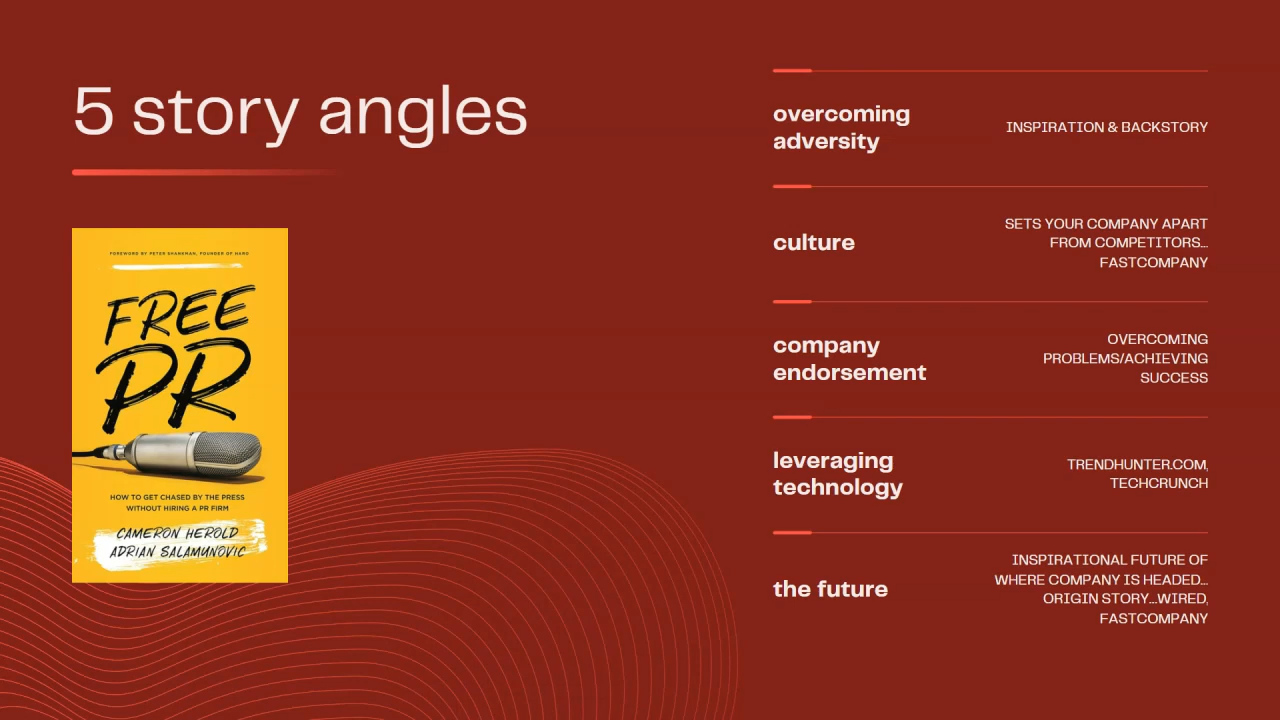 5 story angles
FOREWORD BY PETER SHANKMAN, FOUNDER OF HARO
FREE
PR
HOW TO GET CHASED BY THE PRESS
WITHOUT HIRING A PR FIRM
CAMERON HEROLD
ADRIAN SALAMUNOVIC
overcoming
adversity
INSPIRATION & BACKSTORY
culture
SETS YOUR COMPANY APART
FROM COMPETITORS...
FASTCOMPANY
company
endorsement
OVERCOMING
PROBLEMS/ACHIEVING
SUCCESS
leveraging
technology
TRENDHUNTER.COM,
TECHCRUNCH
the future
INSPIRATIONAL FUTURE OF
WHERE COMPANY IS HEADED...
ORIGIN STORY...WIRED,
FASTCOMPANY